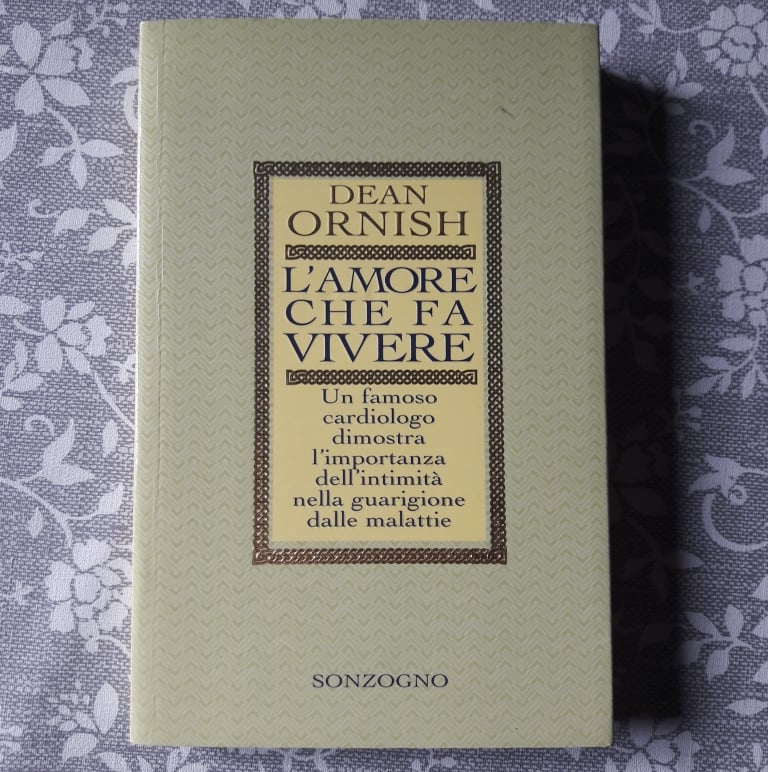 DEAN
ORNISH
L'AMORE
CHE FA
VIVERE
Un famoso
cardiologo
dimostra
l'importanza
dell'intimità
nella guarigione
dalle malattie
SONZOGNO